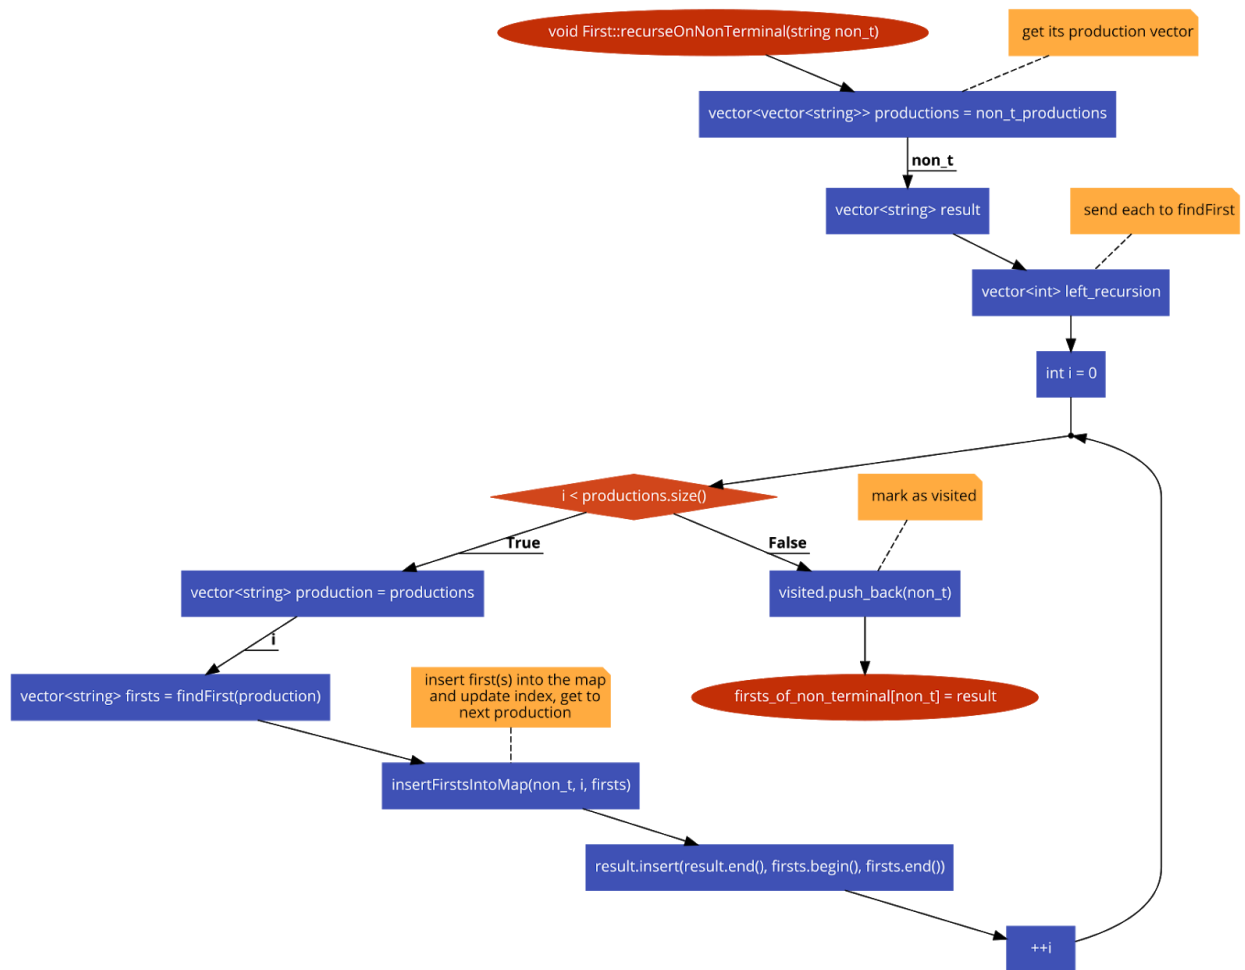 void First::recurseOnNonTerminal(string non_t)
get its production vector
vector<vector<string>> productions = non_t_productions
non_t
vector<string> result
send each to findFirst
vector<int> left_recursion
int i = 0
i < productions.size()
mark as visited
True
False
vector<string> production = productions
visited.push_back(non_t)
i
vector<string> firsts = findFirst(production)
insert first(s) into the map
and update index, get to
next production
firsts_of_non_terminal[non_t] = result
insertFirstsIntoMap(non_t, i, firsts)
result.insert(result.end(), firsts.begin(), firsts.end())
++i